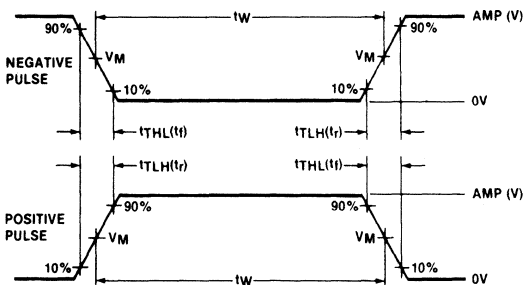 tW
AMP (V)
90%
90%
NEGATIVE
PULSE
VM
VM
10%
10%
0V
tTHL(tf)
tTLH(tr)
tTLH(tr)
tTHL(tf)
AMP (V)
90%
90%
POSITIVE
PULSE
VM
VM
10%
10%
tW
0V